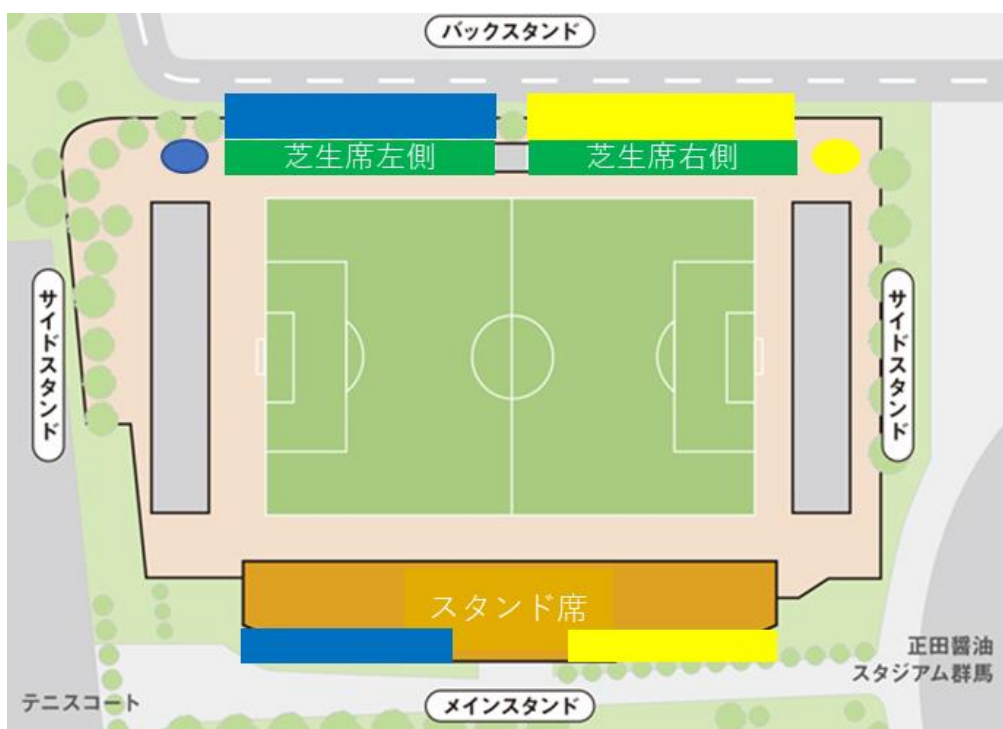 バックスタンド
芝生席左側
芝生席右側
サイドスタンド
サイドスタンド
スタンド席
正田醤油
スタジアム群馬
テニスコート
メインスタンド